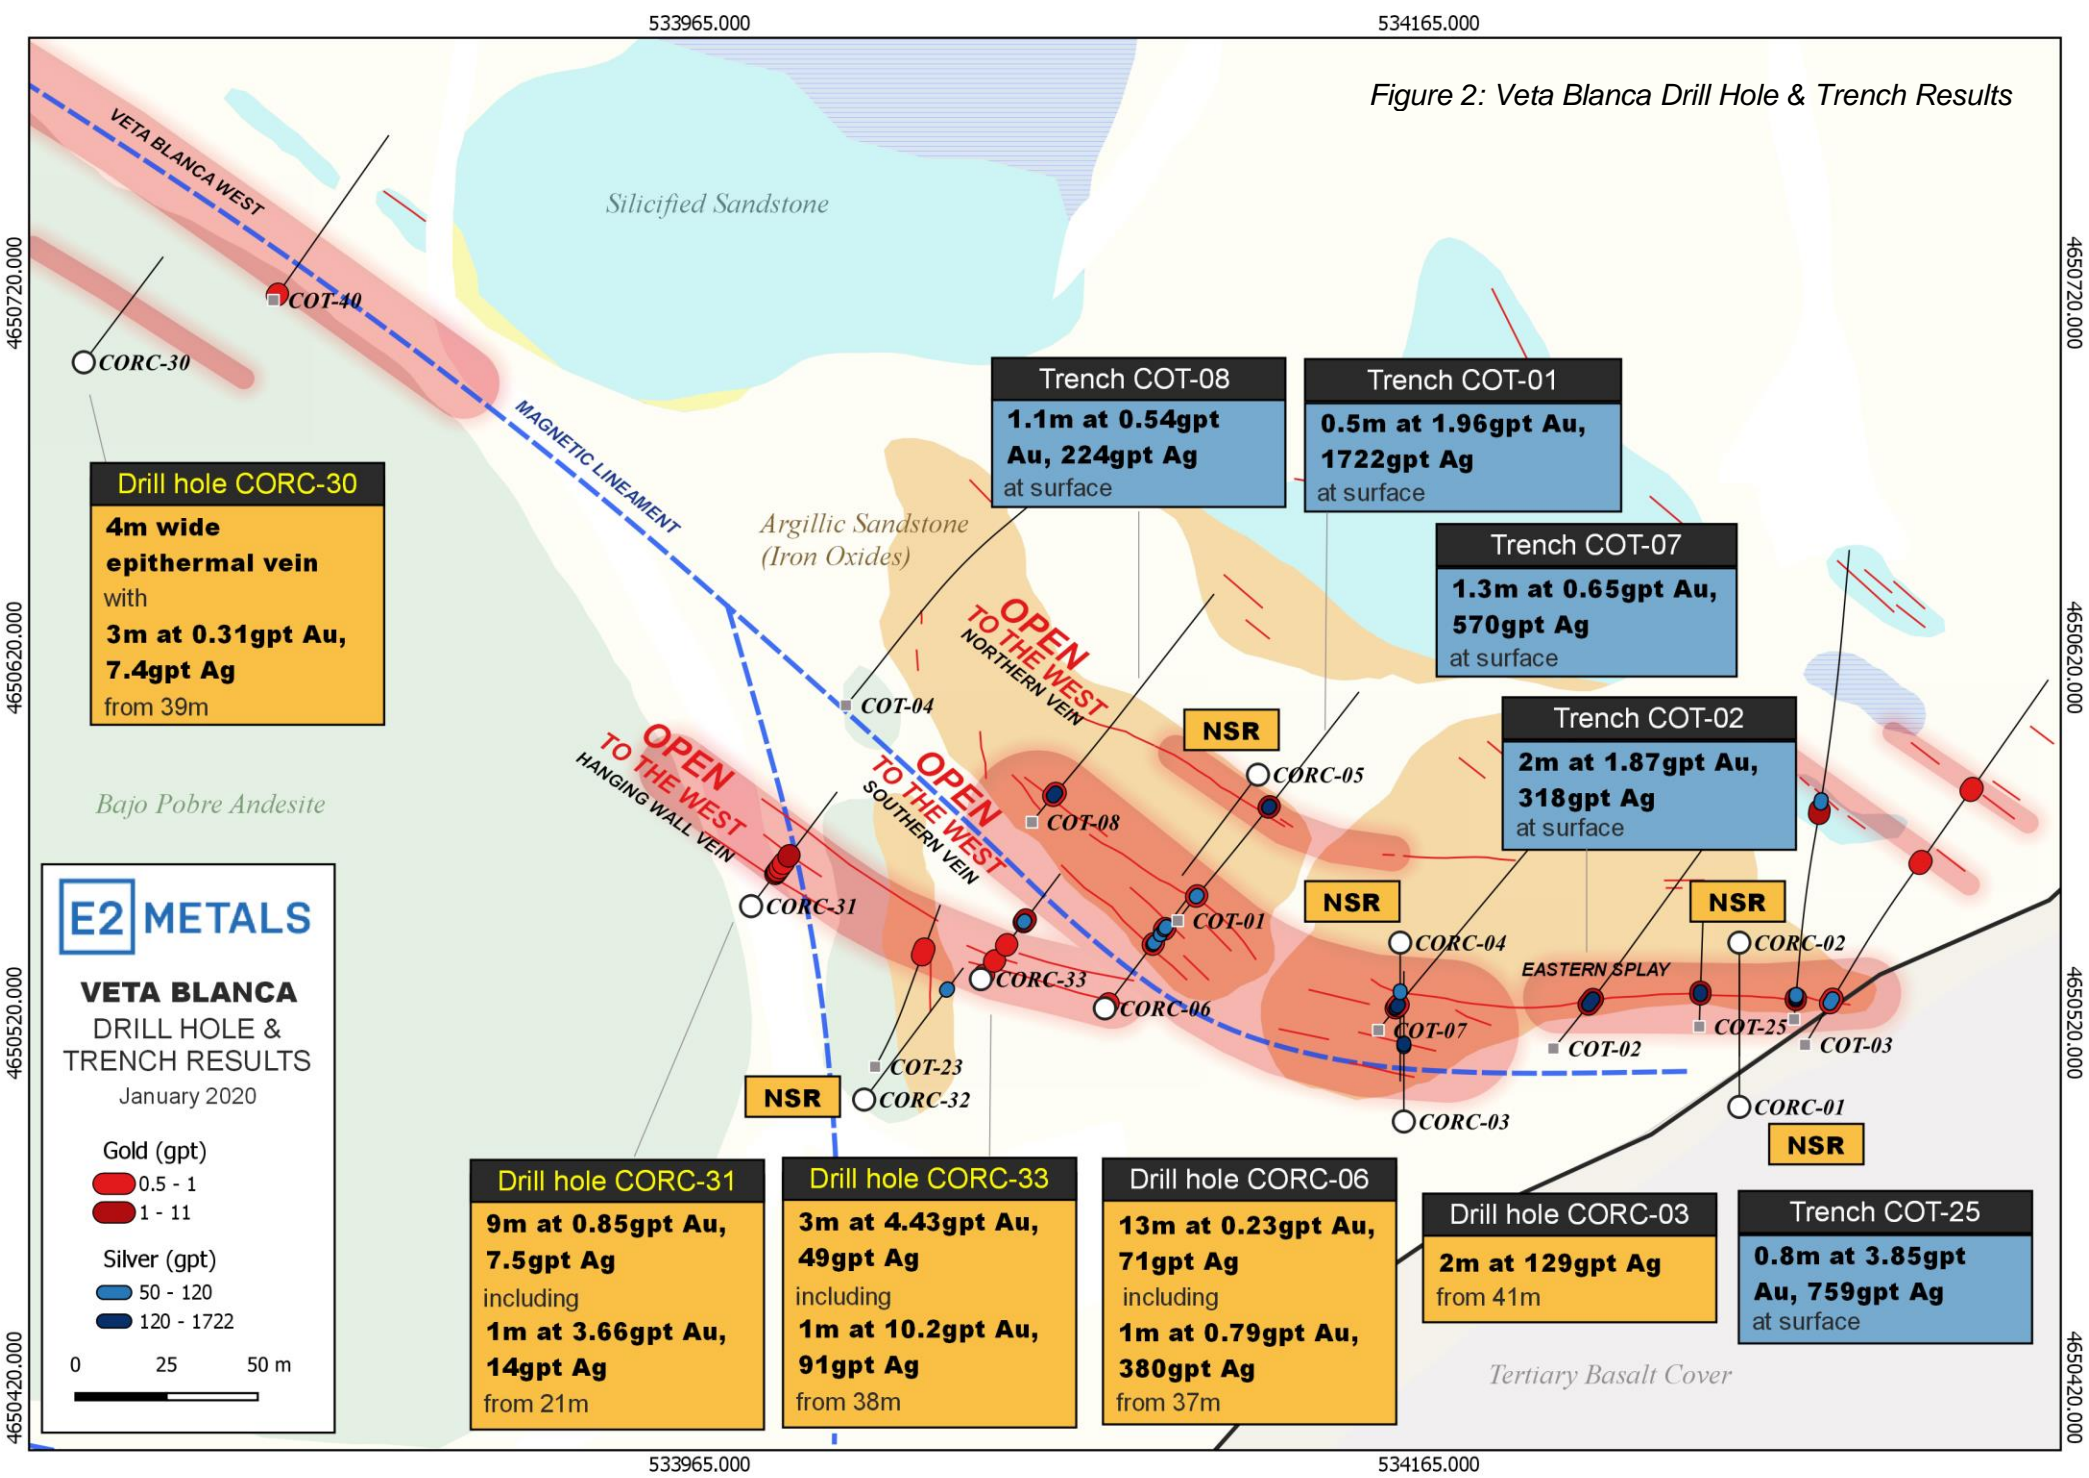 533965.000
534165.000
Figure 2: Veta Blanca Drill Hole & Trench Results
VETA BLANCA WEST
Silicified Sandstone
4650720.000
4650720.000
COT-40
CORC-30
MAGNETIC LINEAMENT
Trench COT-08
1.1m at 0.54gpt
Au, 224gpt Ag
at surface
Trench COT-01
0.5m at 1.96gpt Au,
1722gpt Ag
at surface
Drill hole CORC-30
4m wide
epithermal vein
with
3m at 0.31gpt Au,
7.4gpt Ag
from 39m
Argillic Sandstone
(Iron Oxides)
Trench COT-07
1.3m at 0.65gpt Au,
570gpt Ag
at surface
4650620.000
4650620.000
OPEN
TO THE WEST
NORTHERN VEIN
COT-04
Trench COT-02
2m at 1.87gpt Au,
318gpt Ag
at surface
NSR
CORC-05
OPEN
TO THE WEST
HANGING WALL VEIN
OPEN
TO THE WEST
SOUTHERN VEIN
Bajo Pobre Andesite
COT-08
CORC-31
NSR
NSR
COT-01
CORC-04
CORC-02
EASTERN SPLAY
CORC-33
CORC-06
COT-07
COT-02
COT-25
COT-03
4650520.000
4650520.000
COT-23
NSR
CORC-32
CORC-03
CORC-01
NSR
E2 METALS
VETA BLANCA
DRILL HOLE &
TRENCH RESULTS
January 2020
Gold (gpt)
0.5 - 1
1 - 11
Silver (gpt)
50 - 120
120 - 1722
0 25 50 m
Drill hole CORC-31
9m at 0.85gpt Au,
7.5gpt Ag
including
1m at 3.66gpt Au,
14gpt Ag
from 21m
Drill hole CORC-33
3m at 4.43gpt Au,
49gpt Ag
including
1m at 10.2gpt Au,
91gpt Ag
from 38m
Drill hole CORC-06
13m at 0.23gpt Au,
71gpt Ag
including
1m at 0.79gpt Au,
380gpt Ag
from 37m
Drill hole CORC-03
2m at 129gpt Ag
from 41m
Trench COT-25
0.8m at 3.85gpt
Au, 759gpt Ag
at surface
Tertiary Basalt Cover
4650420.000
4650420.000
533965.000
534165.000